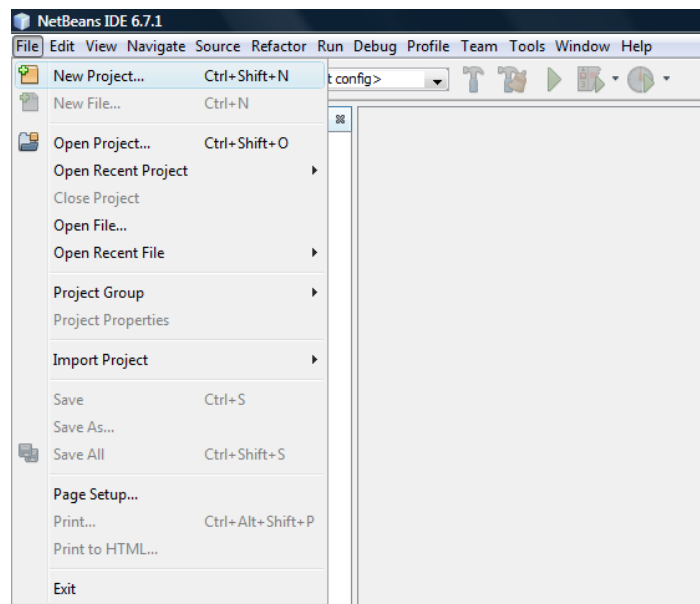 NetBeans IDE 6.7.1
File Edit View Navigate Source Refactor Run Debug Profile Team Tools Window Help
New Project... Ctrl+Shift+N
t config>
New File... Ctrl+N
Open Project... Ctrl+Shift+O
Open Recent Project
Close Project
Open File...
Open Recent File
Project Group
Project Properties
Import Project
Save Ctrl+S
Save As...
Save All Ctrl+Shift+S
Page Setup...
Print... Ctrl+Alt+Shift+P
Print to HTML...
Exit